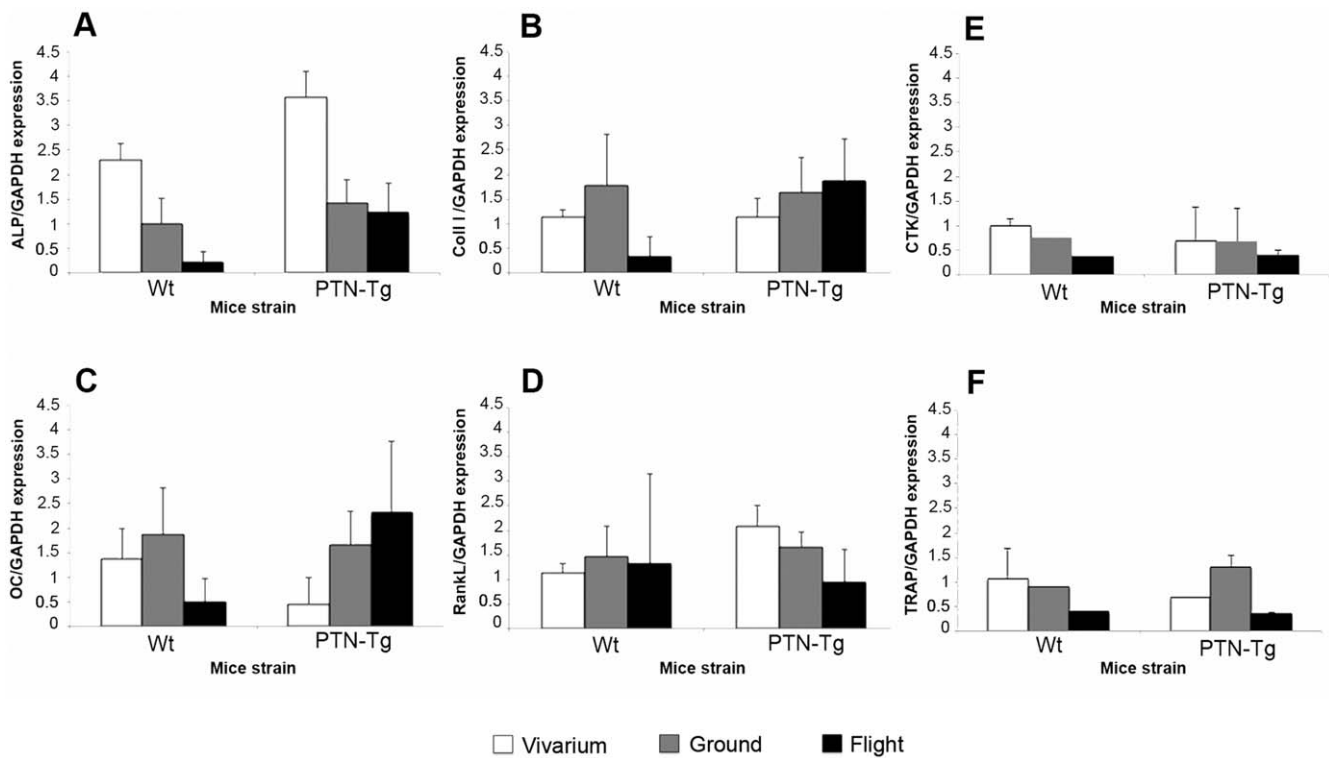 A
ALP/GAPDH expression
4.5
4
3.5
3
2.5
2
1.5
1
0.5
0
Wt
PTN-Tg
Mice strain
B
Coll I /GAPDH expression
4.5
4
3.5
3
2.5
2
1.5
1
0.5
0
Wt
PTN-Tg
Mice strain
E
CTK/GAPDH expression
4.5
4
3.5
3
2.5
2
1.5
1
0.5
0
Wt
PTN-Tg
Mice strain
C
OC/GAPDH expression
4.5
4
3.5
3
2.5
2
1.5
1
0.5
0
Wt
PTN-Tg
Mice strain
D
RankL/GAPDH expression
4.5
4
3.5
3
2.5
2
1.5
1
0.5
0
Wt
PTN-Tg
Mice strain
F
TRAP/GAPDH expression
4.5
4
3.5
3
2.5
2
1.5
1
0.5
0
Wt
PTN-Tg
Mice strain
Vivarium
Ground
Flight